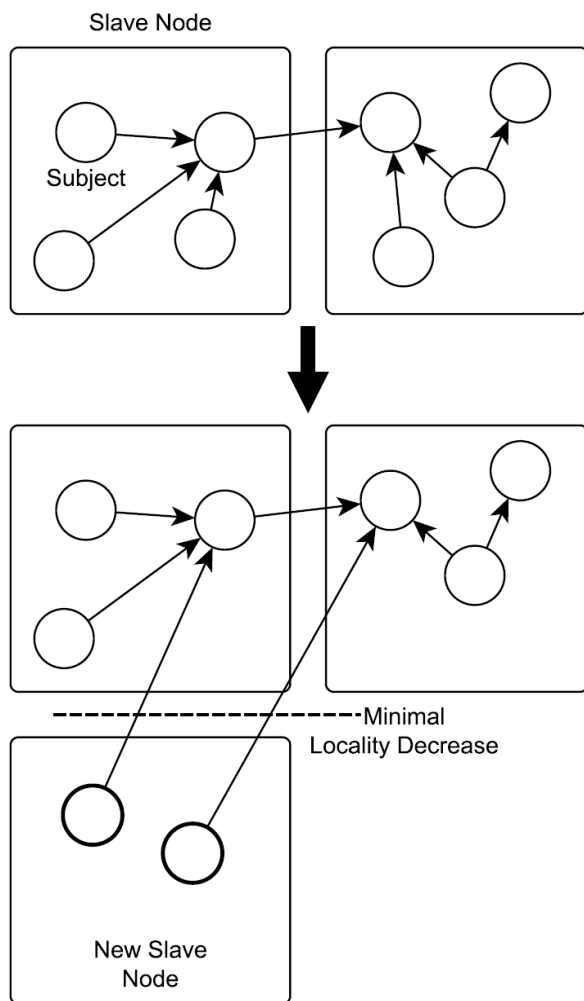 Slave Node
Subject
Minimal
Locality Decrease
New Slave
Node